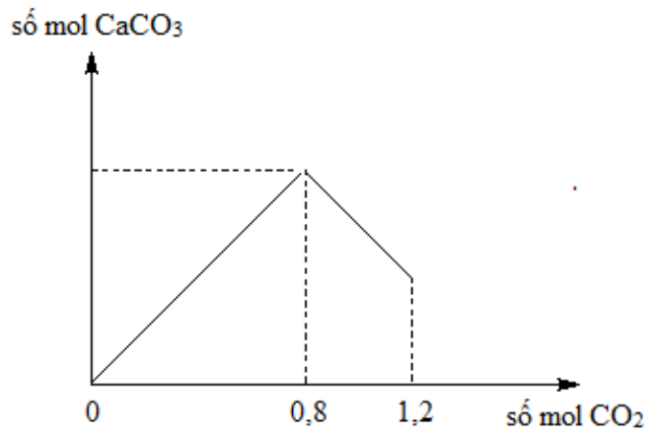 số mol CaCO₃
0
0,8
1,2
số mol CO₂